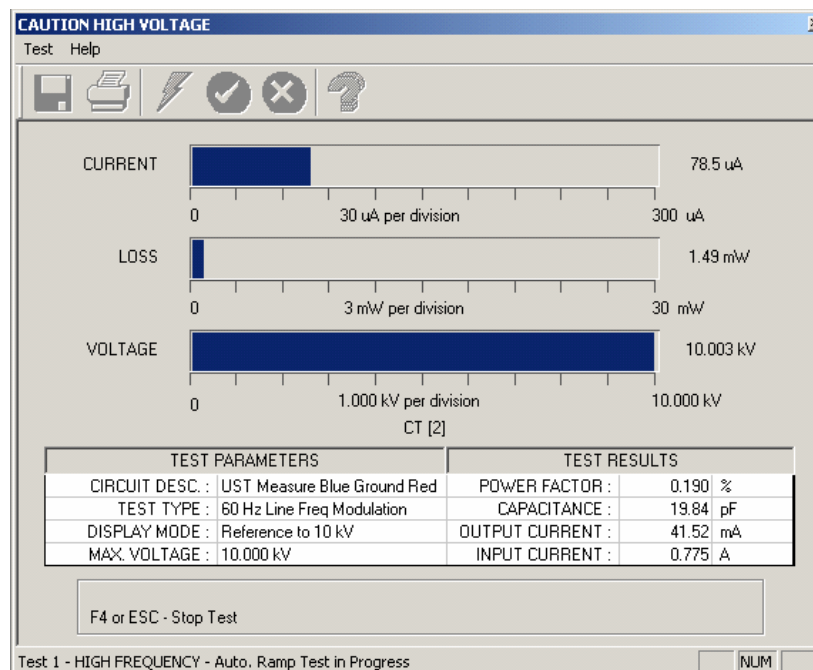 CAUTION HIGH VOLTAGE
Test Help
CURRENT 78.5 uA
0 30 uA per division 300 uA
LOSS 1.49 mW
0 3 mW per division 30 mW
VOLTAGE 10.003 kV
0 1.000 kV per division 10.000 kV
CT [2]
TEST PARAMETERS TEST RESULTS
CIRCUIT DESC. : UST Measure Blue Ground Red POWER FACTOR : 0.190 %
TEST TYPE : 60 Hz Line Freq Modulation CAPACITANCE : 19.84 pF
DISPLAY MODE : Reference to 10 kV OUTPUT CURRENT : 41.52 mA
MAX. VOLTAGE : 10.000 kV INPUT CURRENT : 0.775 A
F4 or ESC - Stop Test
Test 1 - HIGH FREQUENCY - Auto. Ramp Test in Progress NUM